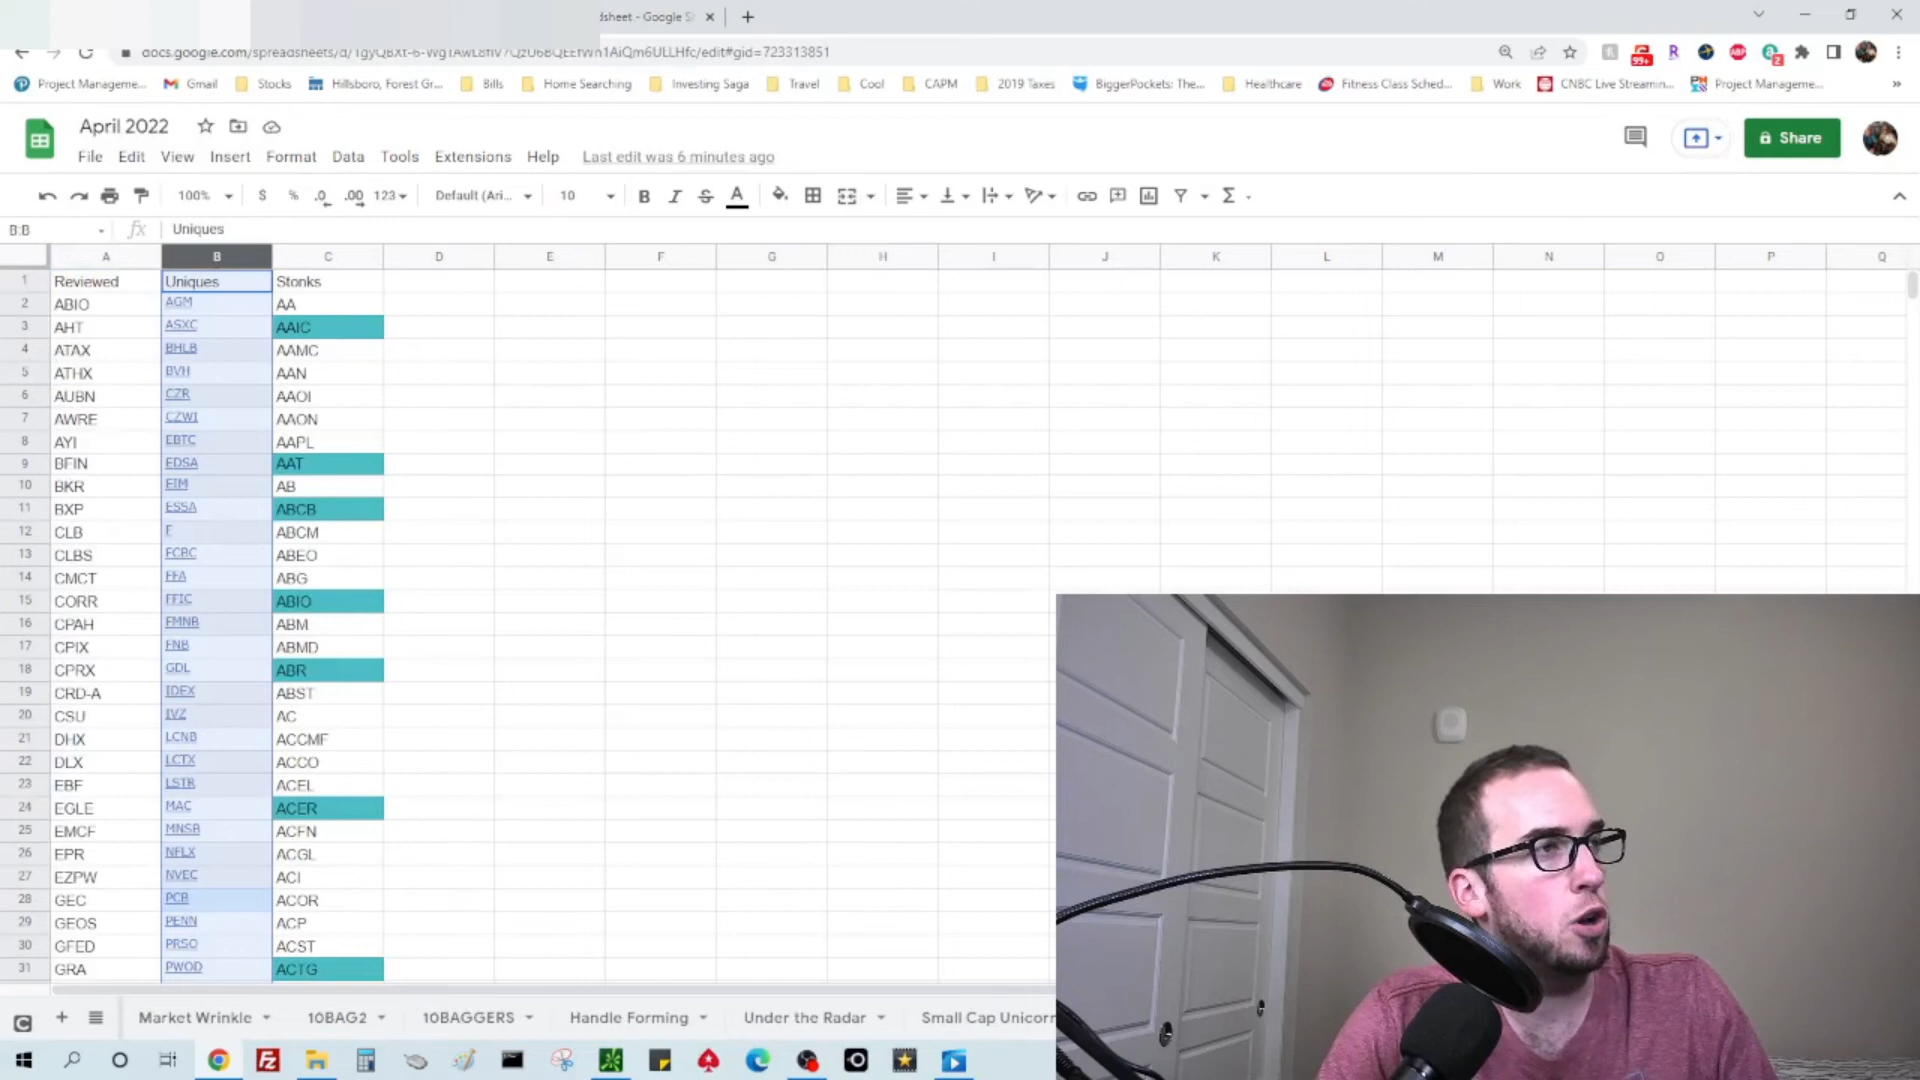 docs.google.com/spreadsheets/d/
edit#gid=723313851
99+
ABP
2
Project Manageme...
Gmail
Stocks
Hillsboro, Forest Gr...
Bills
Home Searching
Investing Saga
Travel
Cool
CAPM
2019 Taxes
BiggerPockets: The...
Healthcare
Fitness Class Sched...
Work
CNBC Live Streamin...
Project Manageme...
»
April 2022
Share
File Edit View Insert Format Data Tools Extensions Help Last edit was 6 minutes ago
100% $ % .0 .00 123 Default (Ari... 10 B I S A
B:B fx Uniques
A B C D E F G H I J K L M N O P Q
1 Reviewed Uniques Stonks
2 ABIO AGM AA
3 AHT ASXC AAIC
4 ATAX BHLB AAMC
5 ATHX BVH AAN
6 AUBN CZR AAOI
7 AWRE CZWI AAON
8 AYI EBTC AAPL
9 BFIN EDSA AAT
10 BKR EIM AB
11 BXP ESSA ABCB
12 CLB F ABCM
13 CLBS FCBC ABEO
14 CMCT FFA ABG
15 CORR FFIC ABIO
16 CPAH FMNB ABM
17 CPIX FNB ABMD
18 CPRX GDL ABR
19 CRD-A IDEX ABST
20 CSU IVZ AC
21 DHX LCNB ACCMF
22 DLX LCTX ACCO
23 EBF LSTR ACEL
24 EGLE MAC ACER
25 EMCF MNSB ACFN
26 EPR NFLX ACGL
27 EZPW NVEC ACI
28 GEC PCB ACOR
29 GEOS PENN ACP
30 GFED PRSO ACST
31 GRA PWOD ACTG
Market Wrinkle 10BAG2 10BAGGERS Handle Forming Under the Radar Small Cap Unicorn